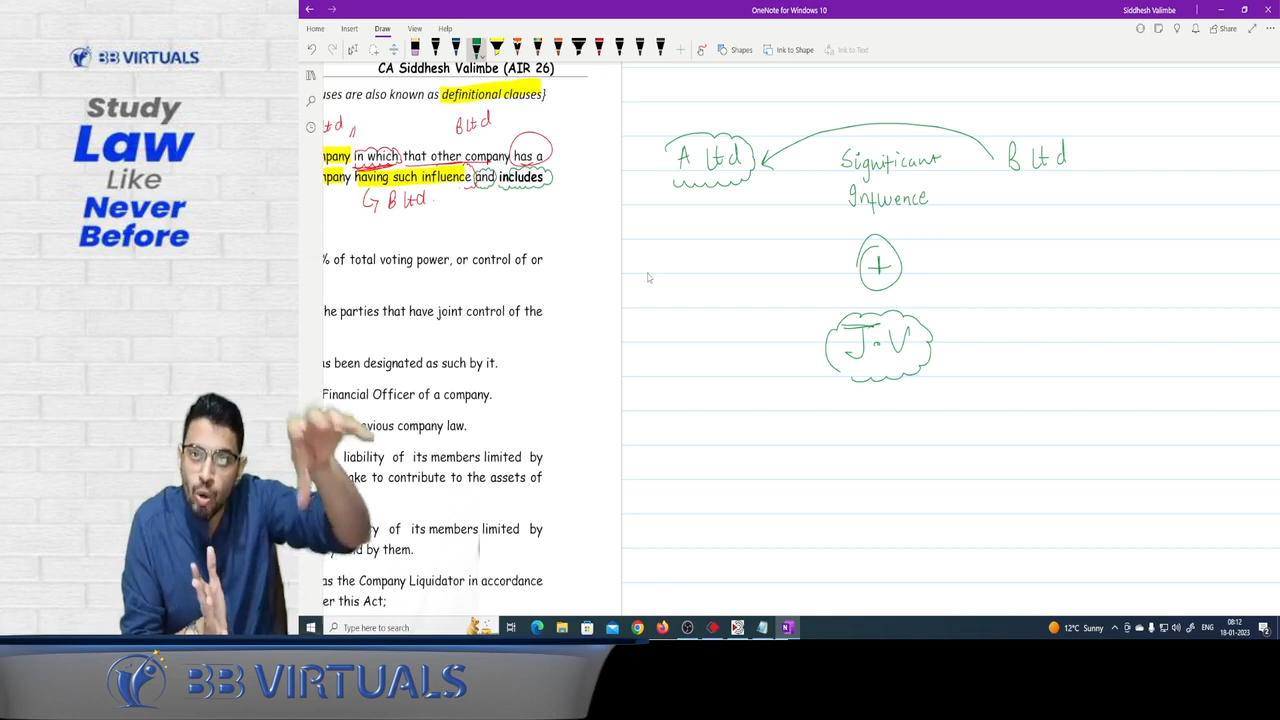 BB VIRTUALS
Study
Law
Like
Never
Before
OneNote for Windows 10
Siddhesh Valimbe
Home Insert Draw View Help
Shapes Ink to Shape Ink to Text
Share
CA Siddhesh Valimbe (AIR 26)
uses are also known as definitional clauses}
td B Ltd
mpany in which that other company has a
mpany having such influence and includes
B Ltd.
% of total voting power, or control of or
he parties that have joint control of the
as been designated as such by it.
Financial Officer of a company.
evious company law.
liability of its members limited by
ake to contribute to the assets of
ty of its members limited by
by them.
as the Company Liquidator in accordance
er this Act;
A Ltd Significant B Ltd
Influence
+
J.V
Type here to search
12°C Sunny ENG 08:12
18-01-2023
BB VIRTUALS